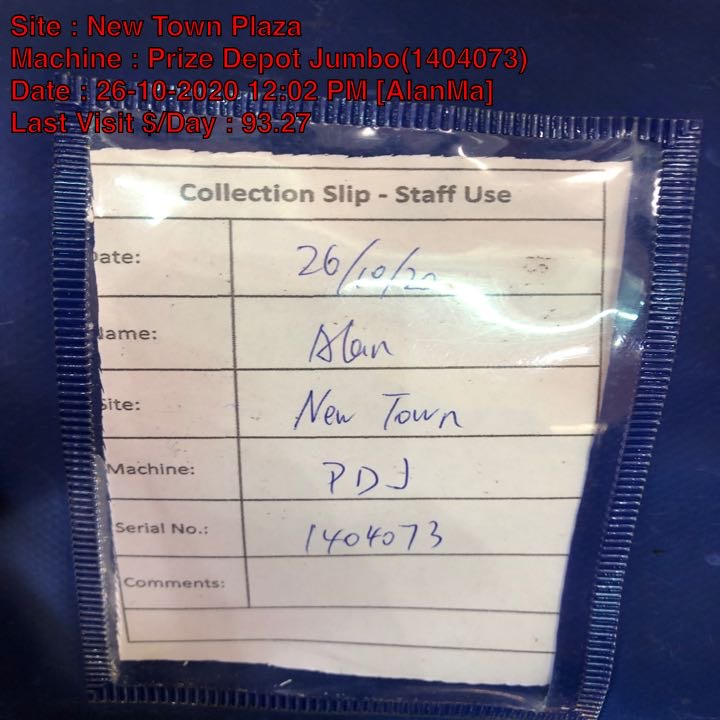 Site : New Town Plaza
Machine : Prize Depot Jumbo(1404073)
Date : 26-10-2020 12:02 PM [AlanMa]
Last Visit $/Day : 93.27
Collection Slip - Staff Use
Date: 26/10/20
Name: Alan
Site: New Town
Machine: PDJ
Serial No.: 1404073
Comments: